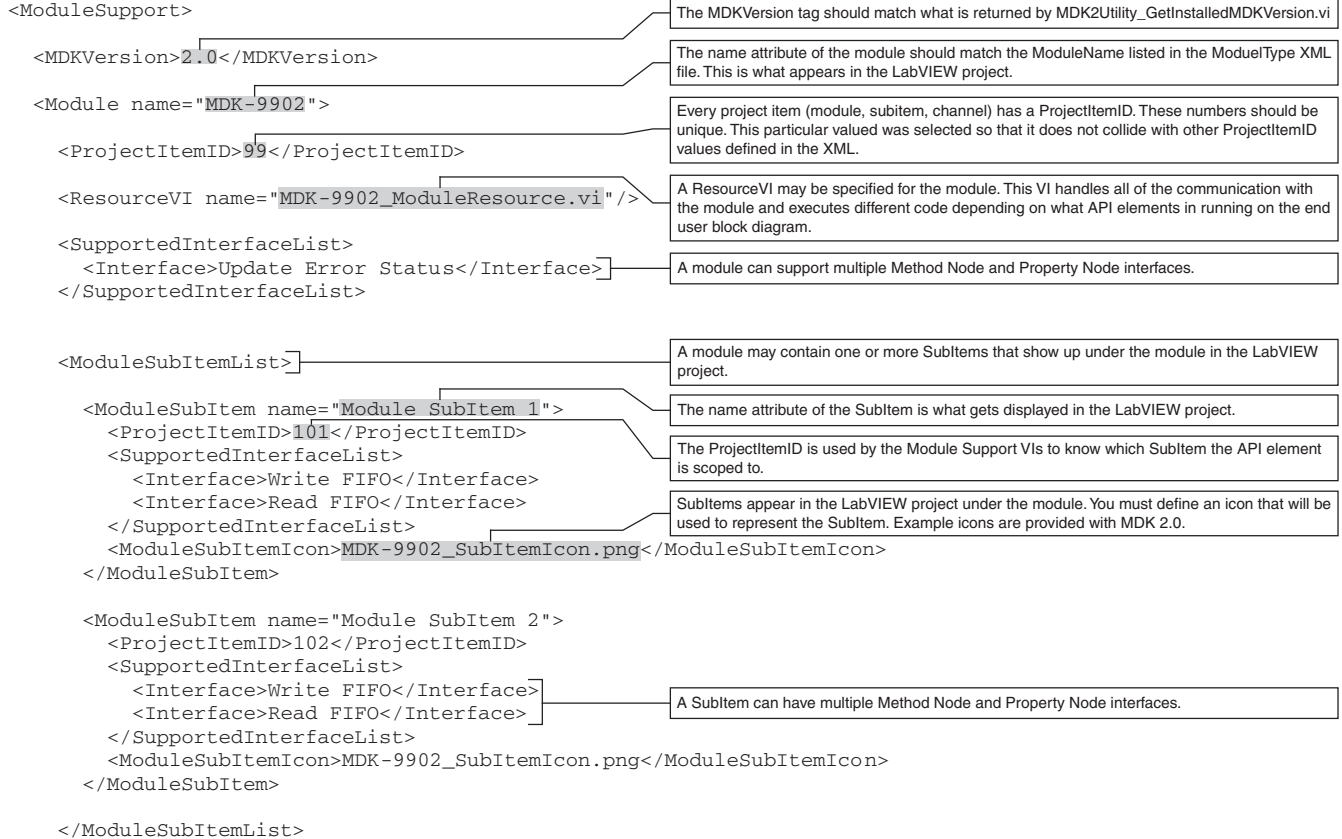 <ModuleSupport>
The MDKVersion tag should match what is returned by MDK2Utility_GetInstalledMDKVersion.vi
<MDKVersion>2.0</MDKVersion>
The name attribute of the module should match the ModuleName listed in the ModuelType XML
file. This is what appears in the LabVIEW project.
<Module name="MDK-9902">
Every project item (module, subitem, channel) has a ProjectItemID. These numbers should be
unique. This particular valued was selected so that it does not collide with other ProjectItemID
values defined in the XML.
<ProjectItemID>99</ProjectItemID>
<ResourceVI name="MDK-9902_ModuleResource.vi"/>
A ResourceVI may be specified for the module. This VI handles all of the communication with
the module and executes different code depending on what API elements in running on the end
user block diagram.
<SupportedInterfaceList>
<Interface>Update Error Status</Interface>
A module can support multiple Method Node and Property Node interfaces.
</SupportedInterfaceList>
<ModuleSubItemList>
A module may contain one or more SubItems that show up under the module in the LabVIEW
project.
<ModuleSubItem name="Module SubItem 1">
The name attribute of the SubItem is what gets displayed in the LabVIEW project.
<ProjectItemID>101</ProjectItemID>
The ProjectItemID is used by the Module Support VIs to know which SubItem the API element
is scoped to.
<SupportedInterfaceList>
<Interface>Write FIFO</Interface>
<Interface>Read FIFO</Interface>
</SupportedInterfaceList>
SubItems appear in the LabVIEW project under the module. You must define an icon that will be
used to represent the SubItem. Example icons are provided with MDK 2.0.
<ModuleSubItemIcon>MDK-9902_SubItemIcon.png</ModuleSubItemIcon>
</ModuleSubItem>
<ModuleSubItem name="Module SubItem 2">
<ProjectItemID>102</ProjectItemID>
<SupportedInterfaceList>
<Interface>Write FIFO</Interface>
<Interface>Read FIFO</Interface>
A SubItem can have multiple Method Node and Property Node interfaces.
</SupportedInterfaceList>
<ModuleSubItemIcon>MDK-9902_SubItemIcon.png</ModuleSubItemIcon>
</ModuleSubItem>
</ModuleSubItemList>